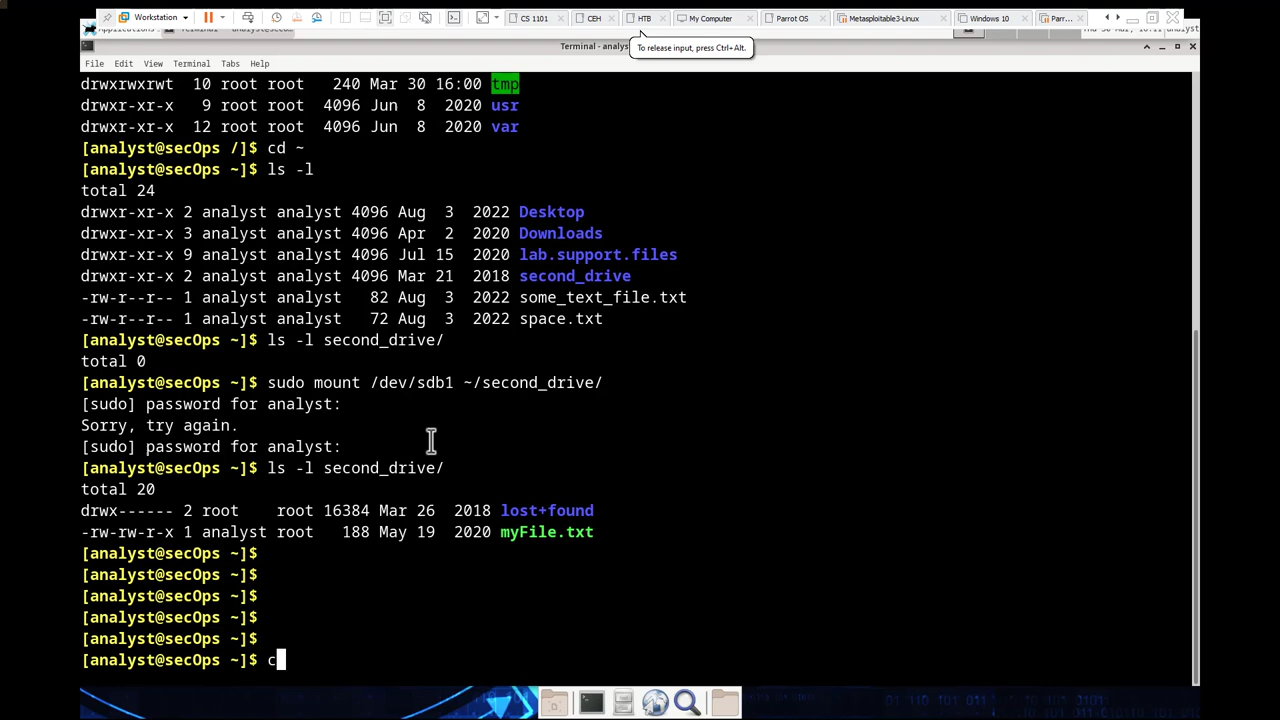 Workstation CS 1101 CEH HTB My Computer Parrot OS Metasploitable3-Linux Windows 10 Parr...
To release input, press Ctrl+Alt.
Terminal - analys
File Edit View Terminal Tabs Help
drwxrwxrwt 10 root root 240 Mar 30 16:00 tmp
drwxr-xr-x 9 root root 4096 Jun 8 2020 usr
drwxr-xr-x 12 root root 4096 Jun 8 2020 var
[analyst@secOps /]$ cd ~
[analyst@secOps ~]$ ls -l
total 24
drwxr-xr-x 2 analyst analyst 4096 Aug 3 2022 Desktop
drwxr-xr-x 3 analyst analyst 4096 Apr 2 2020 Downloads
drwxr-xr-x 9 analyst analyst 4096 Jul 15 2020 lab.support.files
drwxr-xr-x 2 analyst analyst 4096 Mar 21 2018 second_drive
-rw-r--r-- 1 analyst analyst 82 Aug 3 2022 some_text_file.txt
-rw-r--r-- 1 analyst analyst 72 Aug 3 2022 space.txt
[analyst@secOps ~]$ ls -l second_drive/
total 0
[analyst@secOps ~]$ sudo mount /dev/sdb1 ~/second_drive/
[sudo] password for analyst:
Sorry, try again.
[sudo] password for analyst:
[analyst@secOps ~]$ ls -l second_drive/
total 20
drwx------ 2 root root 16384 Mar 26 2018 lost+found
-rw-rw-r-x 1 analyst root 188 May 19 2020 myFile.txt
[analyst@secOps ~]$
[analyst@secOps ~]$
[analyst@secOps ~]$
[analyst@secOps ~]$
[analyst@secOps ~]$
[analyst@secOps ~]$ c